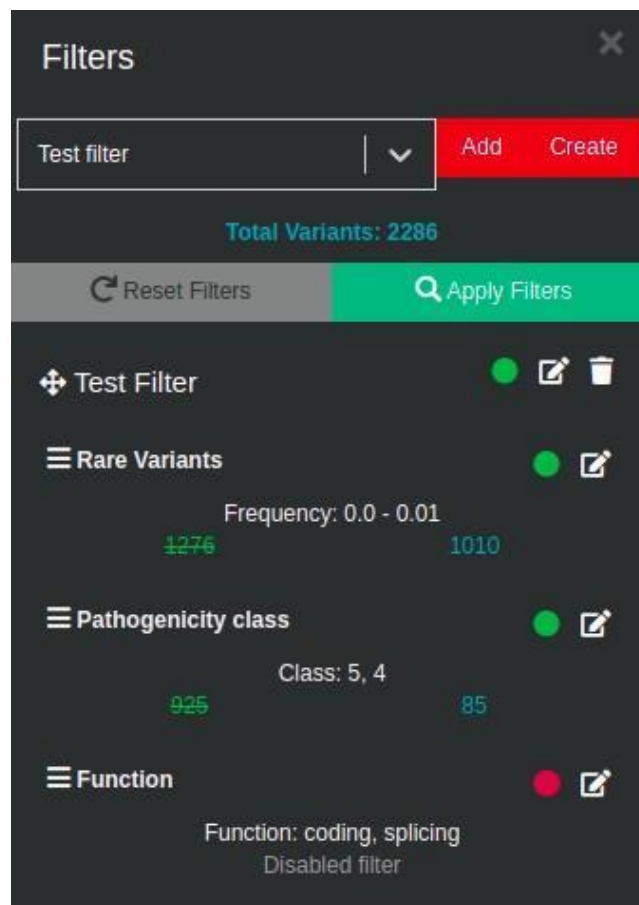 Filters
Test filter
Add Create
Total Variants: 2286
Reset Filters Apply Filters
Test Filter
Rare Variants
Frequency: 0.0 - 0.01
1276 1010
Pathogenicity class
Class: 5, 4
925 85
Function
Function: coding, splicing
Disabled filter